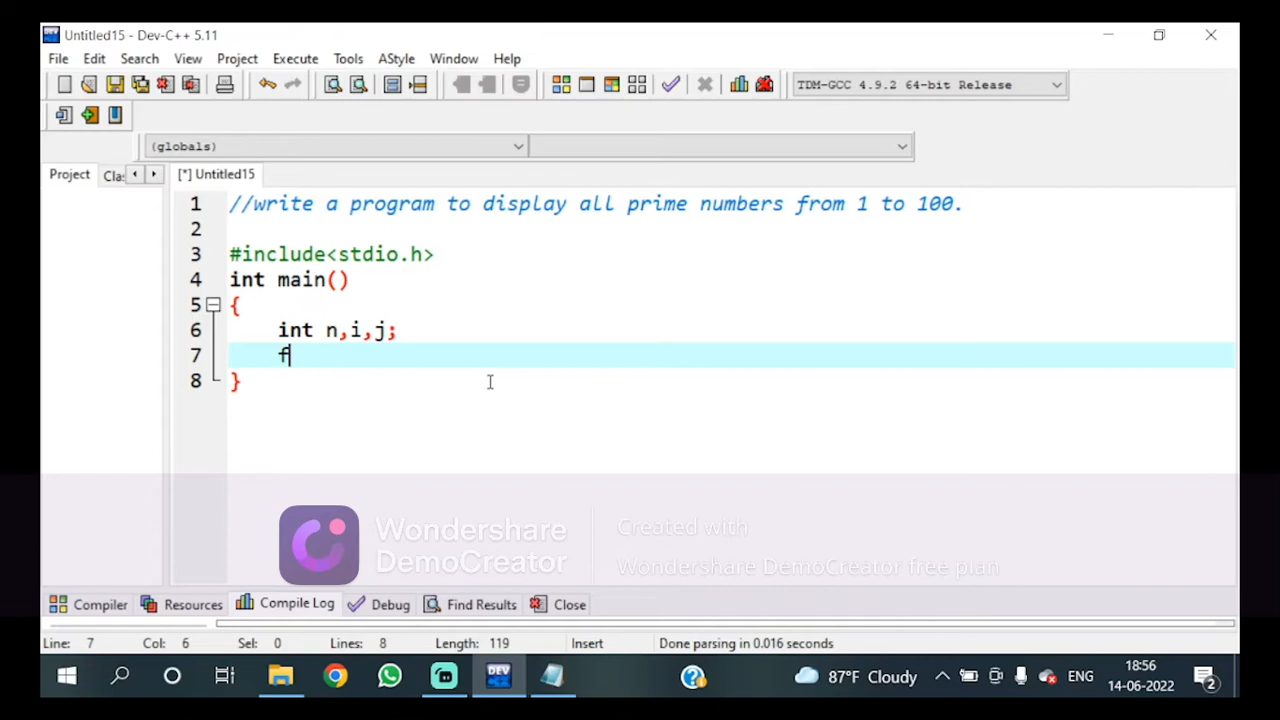 Untitled15 - Dev-C++ 5.11
File Edit Search View Project Execute Tools AStyle Window Help
TDM-GCC 4.9.2 64-bit Release
(globals)
Project Cla: [*] Untitled15
1 //write a program to display all prime numbers from 1 to 100.
2
3 #include<stdio.h>
4 int main()
5 {
6 int n,i,j;
7 f
8 }
Wondershare DemoCreator
Created with
Wondershare DemoCreator free plan
Compiler Resources Compile Log Debug Find Results Close
Line: 7 Col: 6 Sel: 0 Lines: 8 Length: 119 Insert Done parsing in 0.016 seconds
DEV 87°F Cloudy ENG 18:56
14-06-2022 2